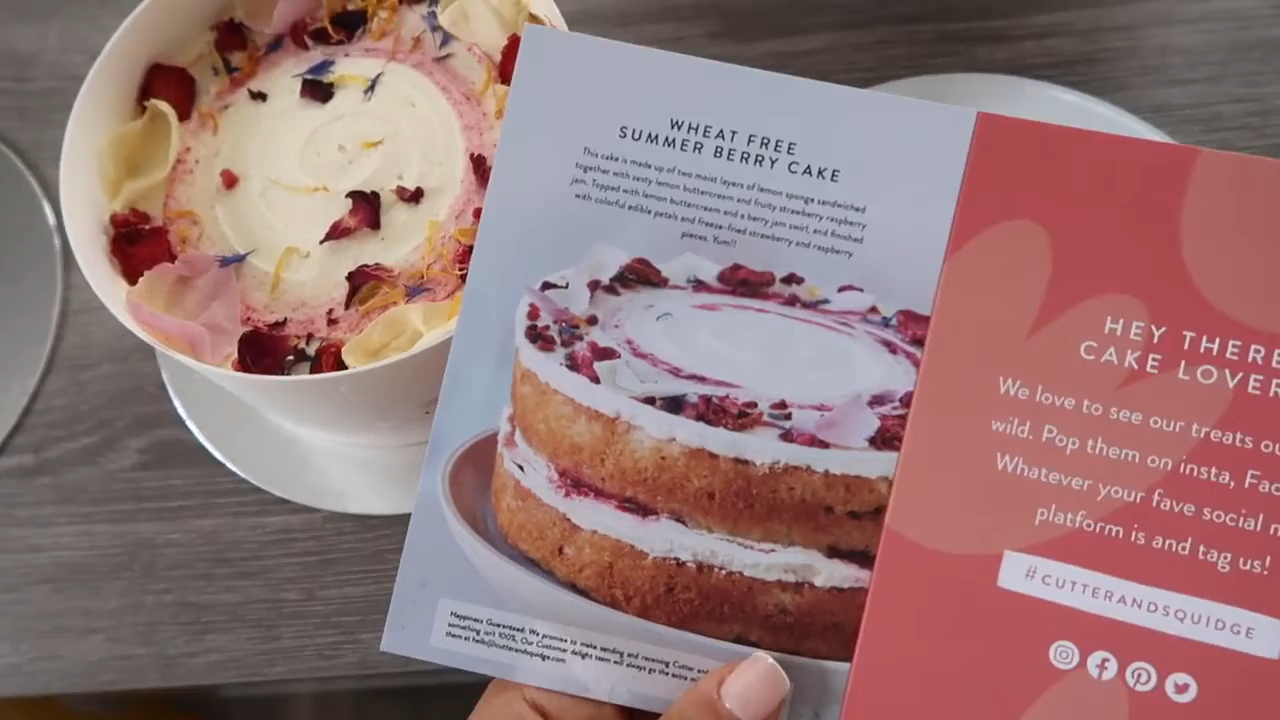 WHEAT FREE
SUMMER BERRY CAKE
This cake is made up of two moist layers of lemon sponge sandwiched
together with zesty lemon buttercream and fruity strawberry raspberry
jam. Topped with lemon buttercream and a berry jam swirl, and finished
with colorful edible petals and freeze-fried strawberry and raspberry
pieces. Yum!!
Happiness Guaranteed: We promise to make sending and receiving Cutter and
something isn't 100%, Our Customer delight team will always go the extra
them at hello@cutterandsquidge.com
HEY THERE
CAKE LOVER
We love to see our treats
wild. Pop them on insta,
Whatever your fave social
platform is and tag us!
#CUTTERANDSQUIDGE